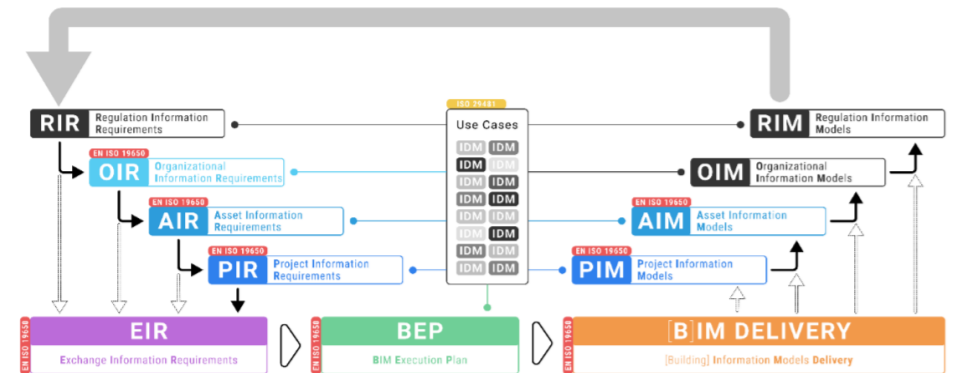 ISO 29481
RIR
Regulation Information
Requirements
Use Cases
RIM
Regulation Information
Models
EN ISO 19650
OIR
Organizational
Information Requirements
OIM
Organizational
Information Models
EN ISO 19650
AIR
Asset Information
Requirements
EN ISO 19650
AIM
Asset Information
Models
EN ISO 19650
PIR
Project Information
Requirements
EN ISO 19650
PIM
Project Information
Models
IDM IDM
IDM IDM
IDM IDM
IDM IDM
IDM IDM
IDM IDM
IDM IDM
IDM IDM
EN ISO 19650
EIR
Exchange Information Requirements
EN ISO 19650
BEP
BIM Execution Plan
EN ISO 19650
[B]IM DELIVERY
[Building] Information Models Delivery